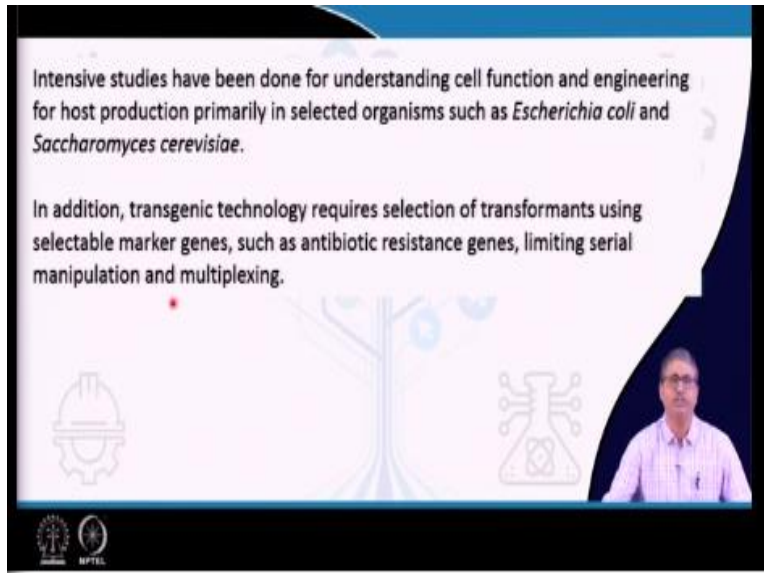 Intensive studies have been done for understanding cell function and engineering
for host production primarily in selected organisms such as Escherichia coli and
Saccharomyces cerevisiae.
In addition, transgenic technology requires selection of transformants using
selectable marker genes, such as antibiotic resistance genes, limiting serial
manipulation and multiplexing.
NPTEL